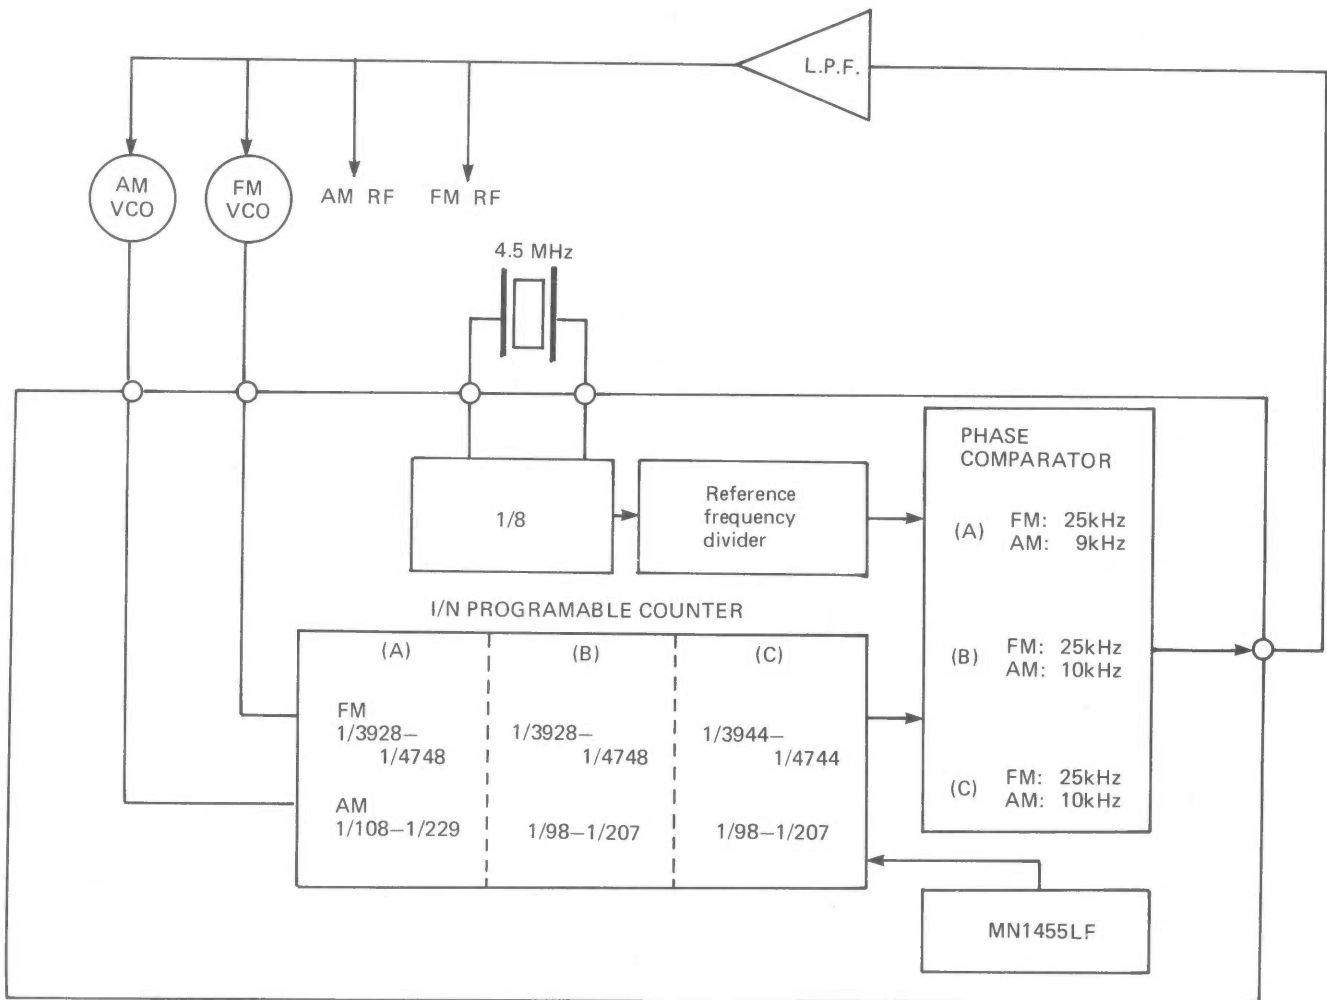 L.P.F.
AM
VCO
FM
VCO
AM RF
FM RF
4.5 MHz
1/8
Reference
frequency
divider
PHASE
COMPARATOR
(A) FM: 25kHz
AM: 9kHz
(B) FM: 25kHz
AM: 10kHz
(C) FM: 25kHz
AM: 10kHz
I/N PROGRAMABLE COUNTER
(A)
(B)
(C)
FM
1/3928–
1/4748
1/3928–
1/4748
1/3944–
1/4744
AM
1/108–1/229
1/98–1/207
1/98–1/207
MN1455LF